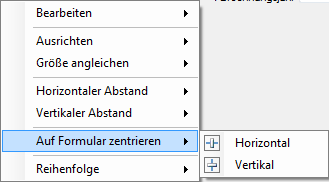 Bearbeiten
Ausrichten
Größe angleichen
Horizontaler Abstand
Vertikaler Abstand
Auf Formular zentrieren
Horizontal
Vertikal
Reihenfolge